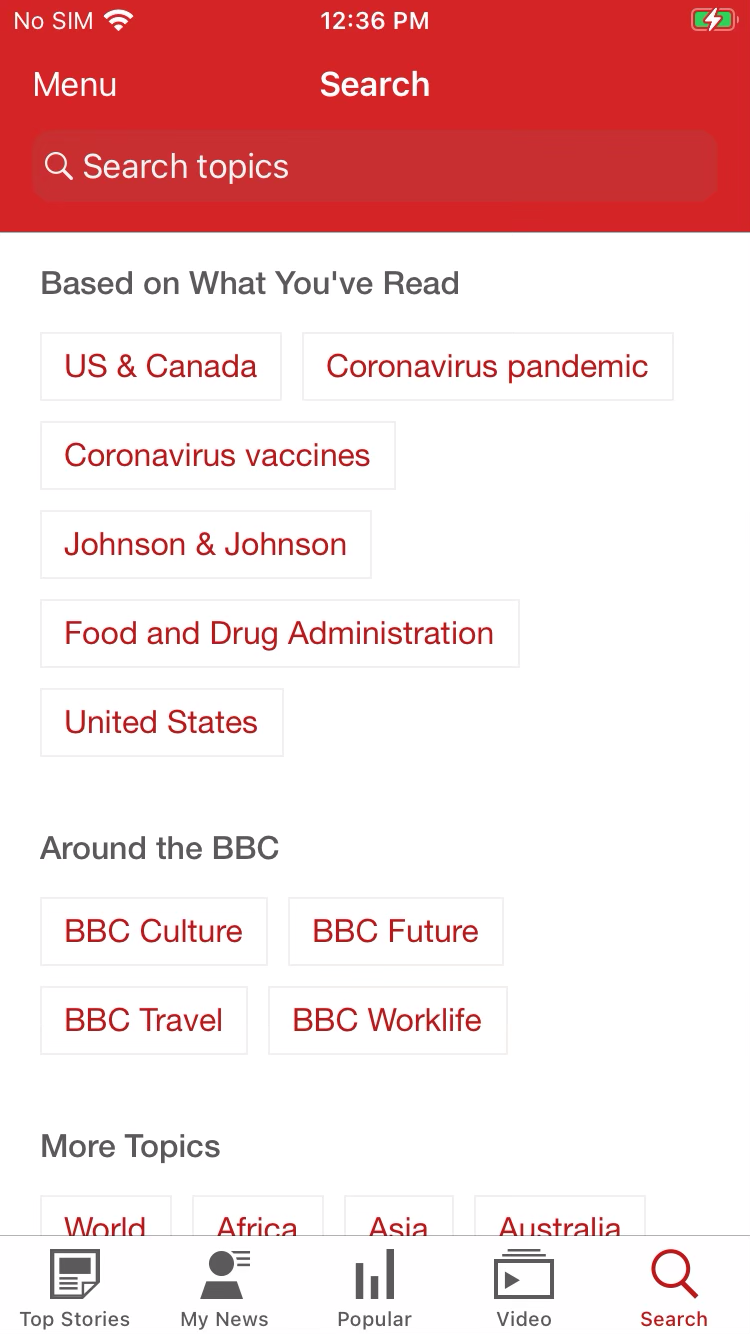 No SIM 12:36 PM
Menu Search
Search topics
Based on What You've Read
US & Canada Coronavirus pandemic
Coronavirus vaccines
Johnson & Johnson
Food and Drug Administration
United States
Around the BBC
BBC Culture BBC Future
BBC Travel BBC Worklife
More Topics
World Africa Asia Australia
Top Stories My News Popular Video Search